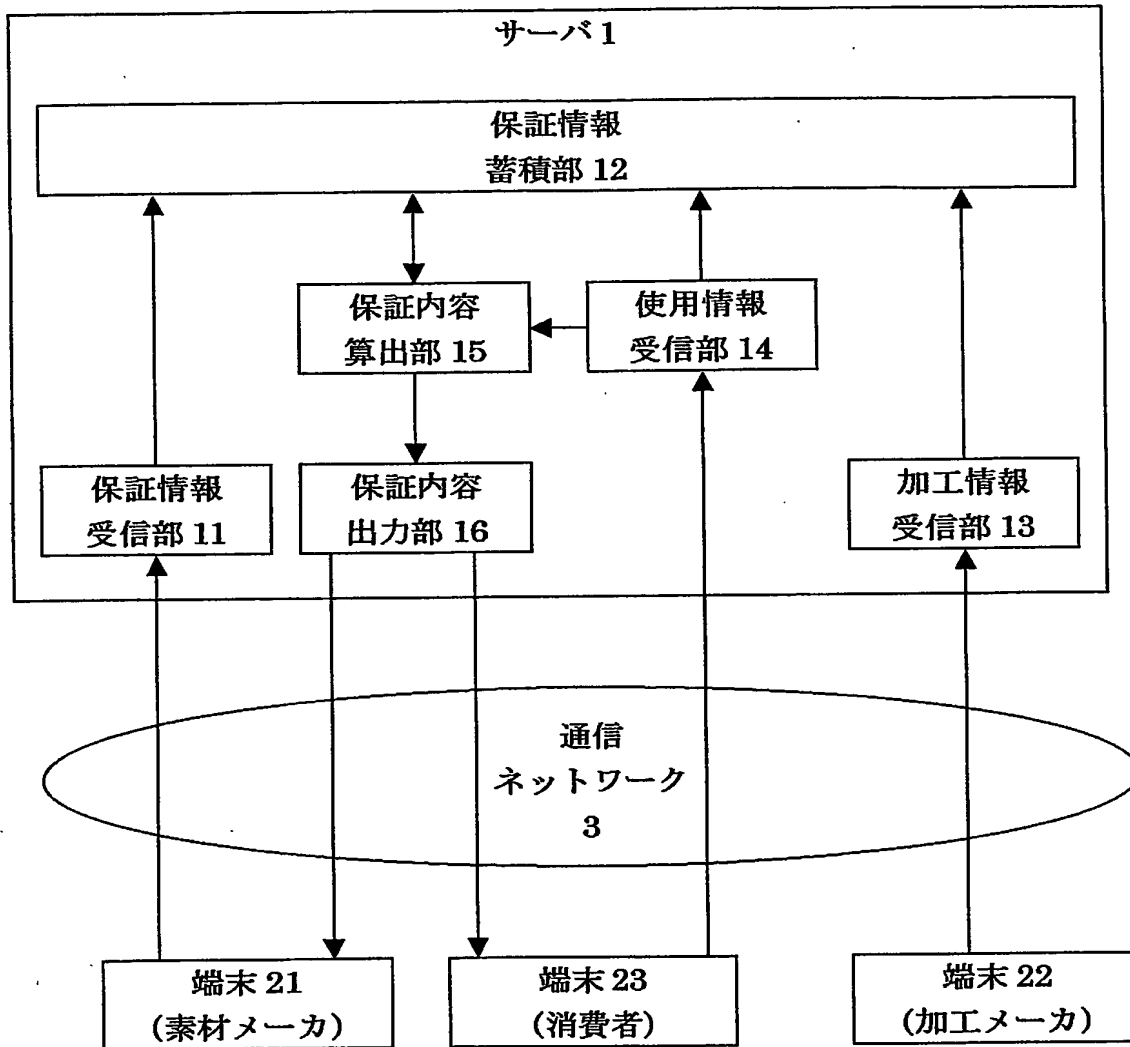 サーバ 1
保証情報
蓄積部 12
保証内容
算出部 15
使用情報
受信部 14
保証情報
受信部 11
保証内容
出力部 16
加工情報
受信部 13
通信
ネットワーク
3
端末 21
(素材メーカ)
端末 23
(消費者)
端末 22
(加工メーカ)